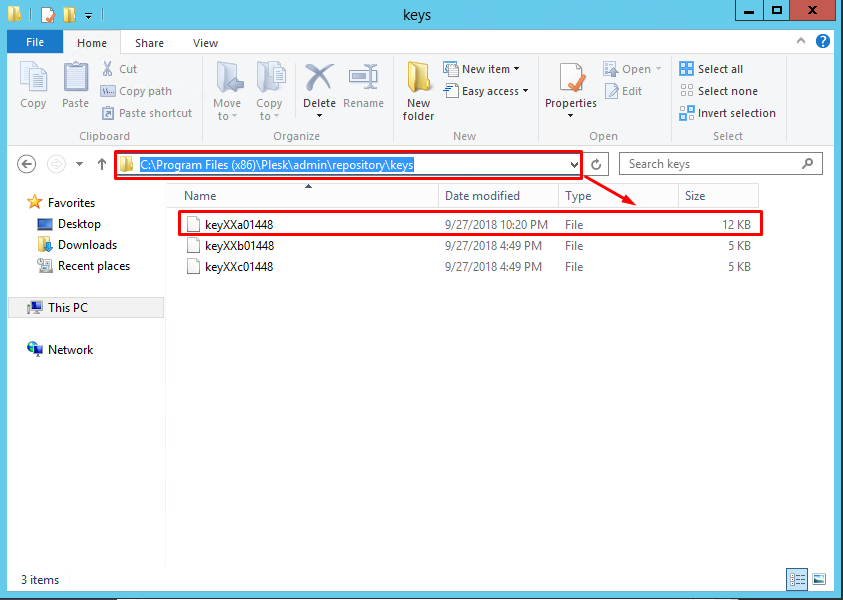 keys
File Home Share View
Copy
Paste
Cut
Copy path
Paste shortcut
Clipboard
Move to
Copy to
Delete
Rename
Organize
New folder
New item
Easy access
New
Properties
Open
Edit
Open
Select all
Select none
Invert selection
Select
C:\Program Files (x86)\Plesk\admin\repository\keys
Search keys
Favorites
Desktop
Downloads
Recent places
This PC
Network
Name Date modified Type Size
keyXXa01448 9/27/2018 10:20 PM File 12 KB
keyXXb01448 9/27/2018 4:49 PM File 5 KB
keyXXc01448 9/27/2018 4:49 PM File 5 KB
3 items